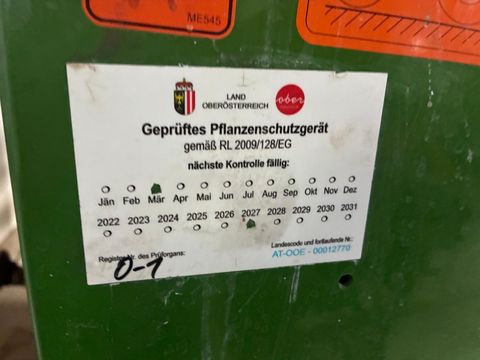 ME545
LAND
OBERÖSTERREICH
ober
Geprüftes Pflanzenschutzgerät
gemäß RL 2009/128/EG
nächste Kontrolle fällig:
Jän Feb Mär Apr Mai Jun Jul Aug Sep Okt Nov Dez
2022 2023 2024 2025 2026 2027 2028 2029 2030 2031
Register-Nr. des Prüforgans:
0-1
Landescode und fortlaufende Nr.:
AT-OOE - 00012770